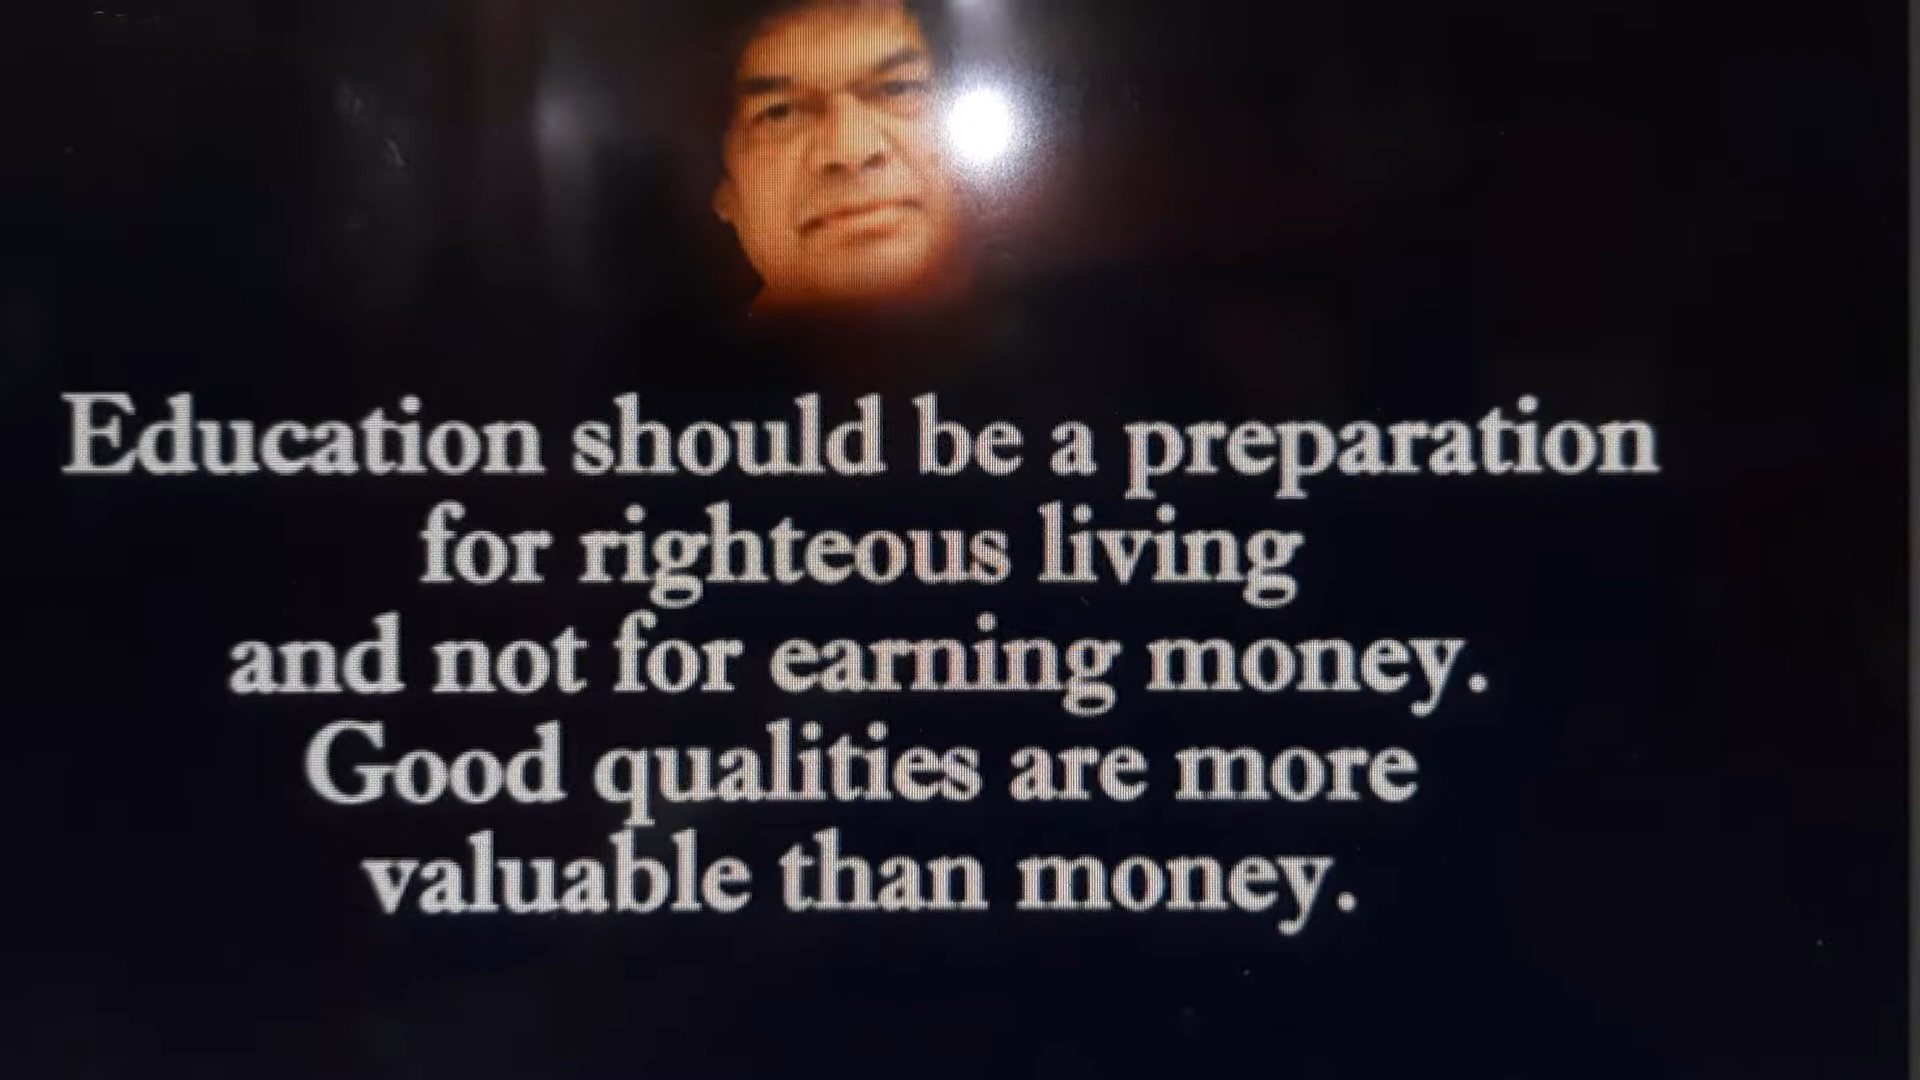 Education should be a preparation
for righteous living
and not for earning money.
Good qualities are more
valuable than money.